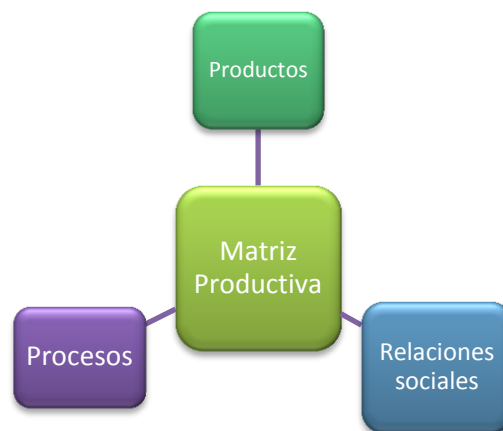 Productos
Matriz
Productiva
Procesos
Relaciones
sociales